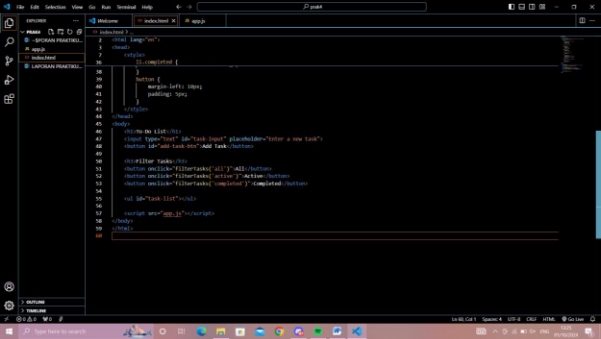 File Edit Selection View Go Run Terminal Help
prak4
EXPLORER
Welcome
index.html
app.js
PRAK4
app.js
index.html
LAPORAN PRAKTIKU...
index.html > ...
2 <html lang="en">
3 <head>
7 <style>
36 li.completed {
38 }
39 button {
40 margin-left: 10px;
41 padding: 5px;
42 }
43 </style>
44 </head>
45 <body>
46 <h1>To-Do List</h1>
47 <input type="text" id="task-input" placeholder="Enter a new task">
48 <button id="add-task-btn">Add Task</button>
49
50 <h3>Filter Tasks</h3>
51 <button onclick="filterTasks('all')">All</button>
52 <button onclick="filterTasks('active')">Active</button>
53 <button onclick="filterTasks('completed')">Completed</button>
54
55 <ul id="task-list"></ul>
56
57 <script src="app.js"></script>
58 </body>
59 </html>
60
OUTLINE
TIMELINE
Ln 60, Col 1 Spaces: 4 UTF-8 CRLF HTML Go Live
Type here to search
ENG